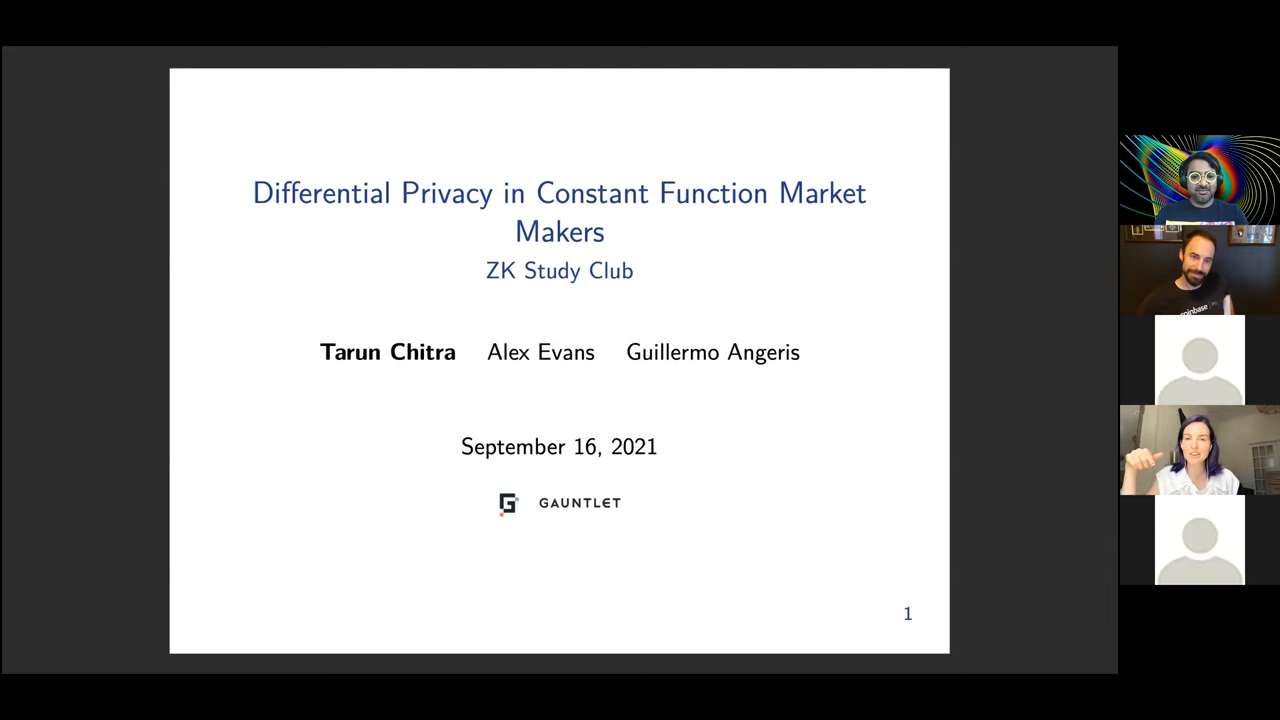 Differential Privacy in Constant Function Market
Makers
ZK Study Club
Tarun Chitra Alex Evans Guillermo Angeris
September 16, 2021
GAUNTLET
1
coinbase